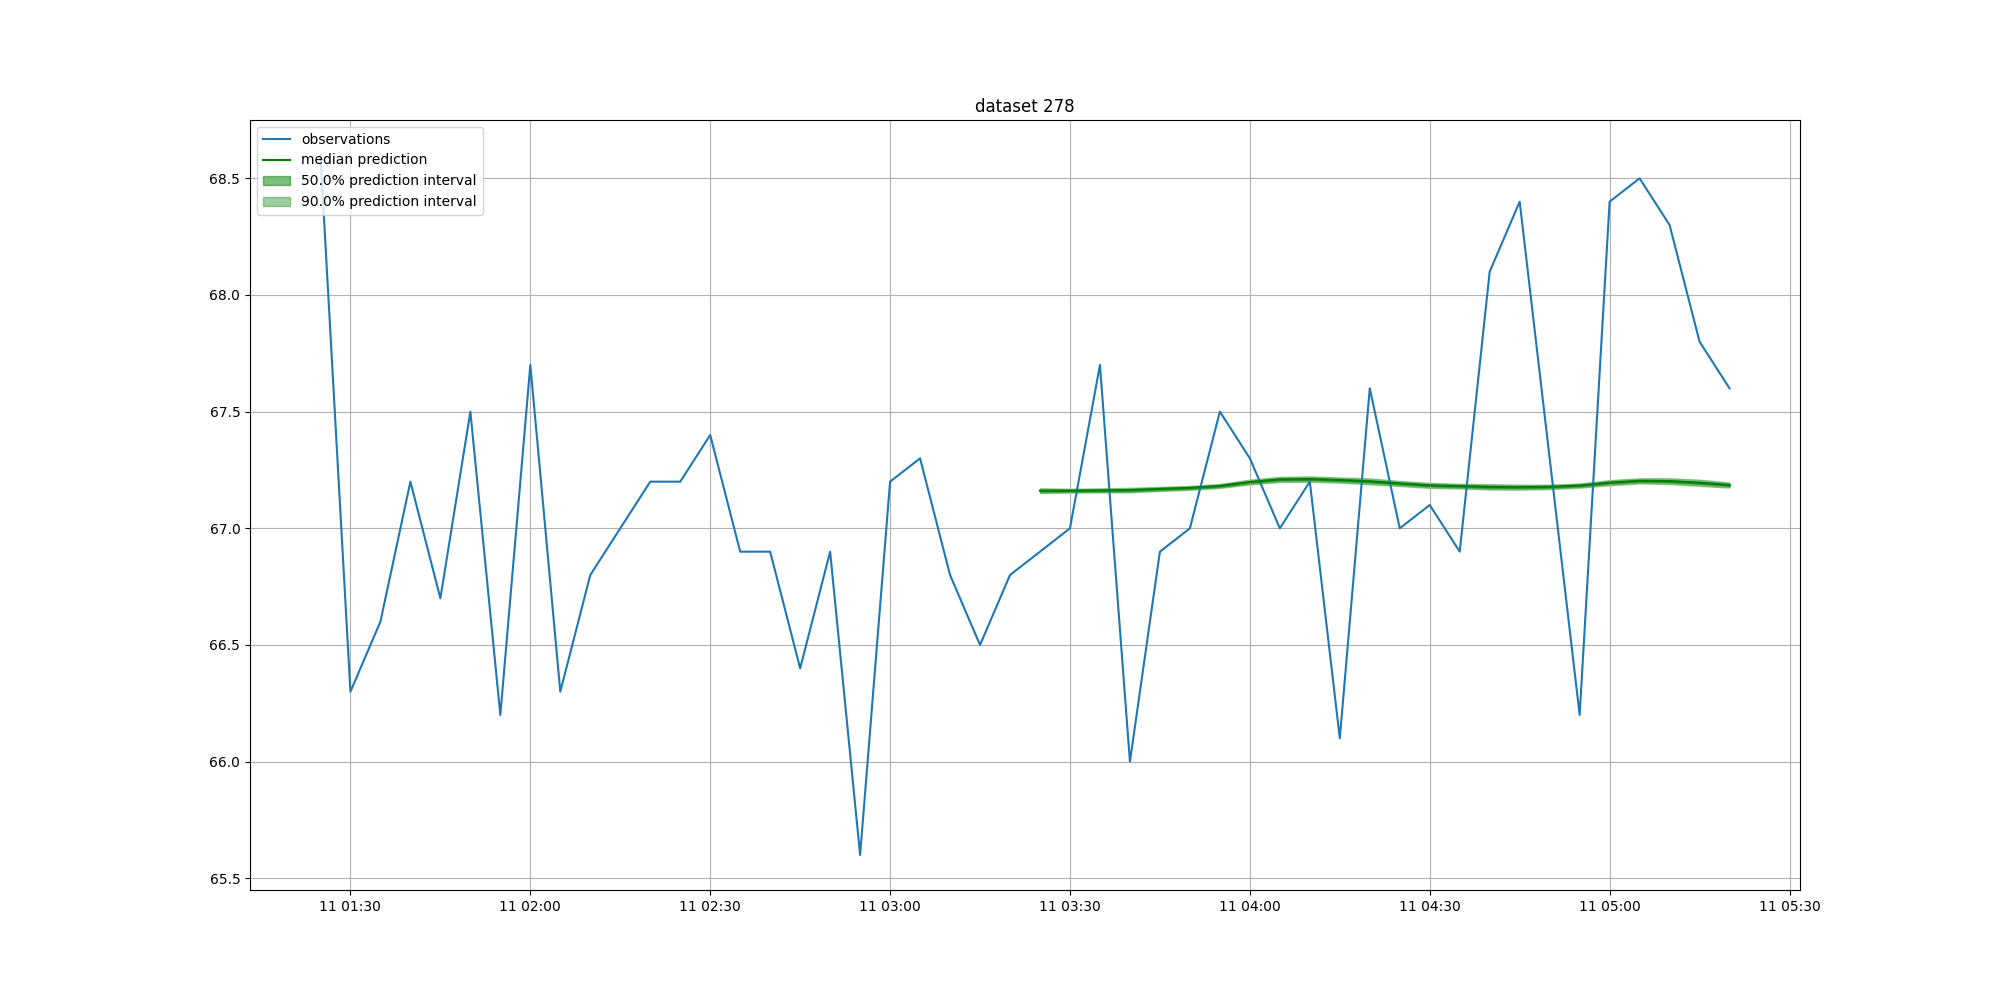 dataset 278
observations
median prediction
50.0% prediction interval
90.0% prediction interval
68.5
68.0
67.5
67.0
66.5
66.0
65.5
11 01:30 11 02:00 11 02:30 11 03:00 11 03:30 11 04:00 11 04:30 11 05:00 11 05:30